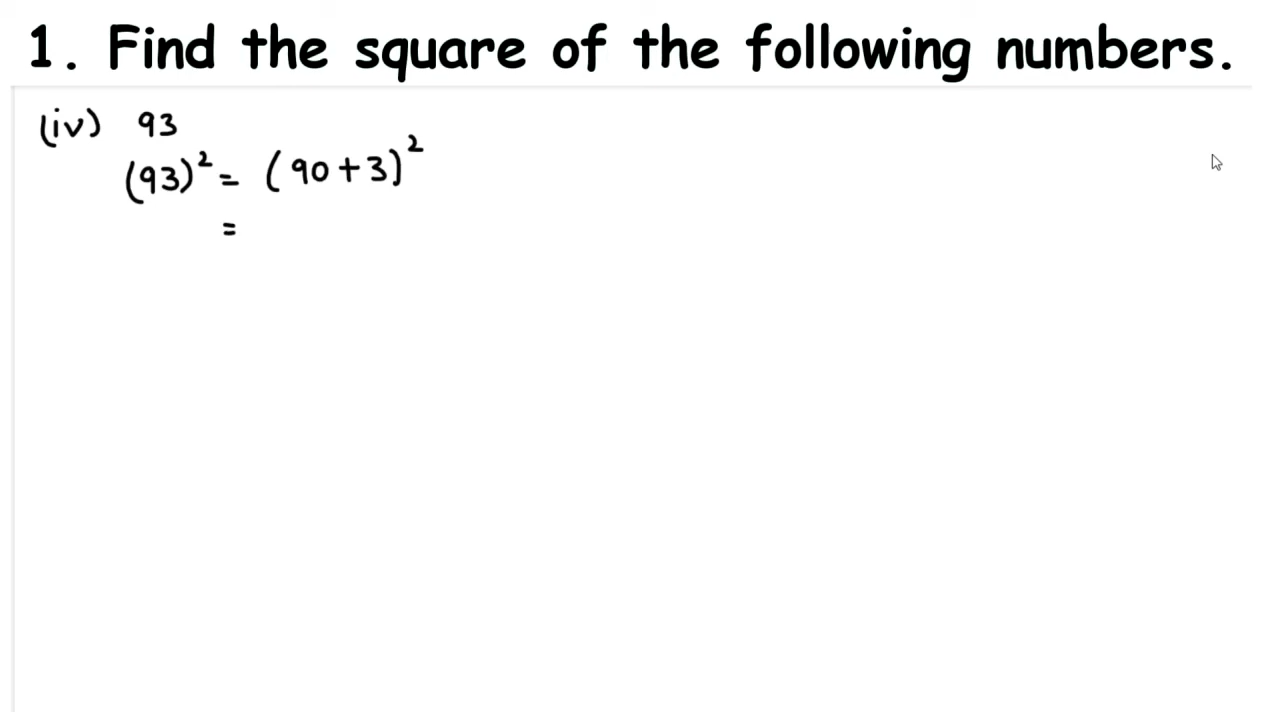 1. Find the square of the following numbers.
(iv) 93
(93)² = (90+3)²
=